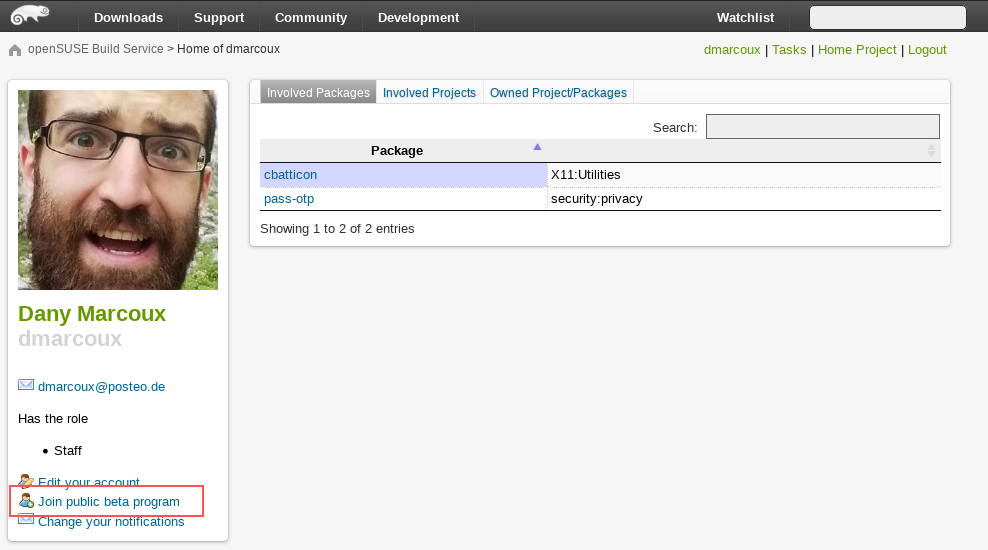 Downloads Support Community Development Watchlist
openSUSE Build Service > Home of dmarcoux
dmarcoux | Tasks | Home Project | Logout
Dany Marcoux
dmarcoux
dmarcoux@posteo.de
Has the role
• Staff
Edit your account
Join public beta program
Change your notifications
Involved Packages Involved Projects Owned Project/Packages
Search:
Package
cbatticon X11:Utilities
pass-otp security:privacy
Showing 1 to 2 of 2 entries